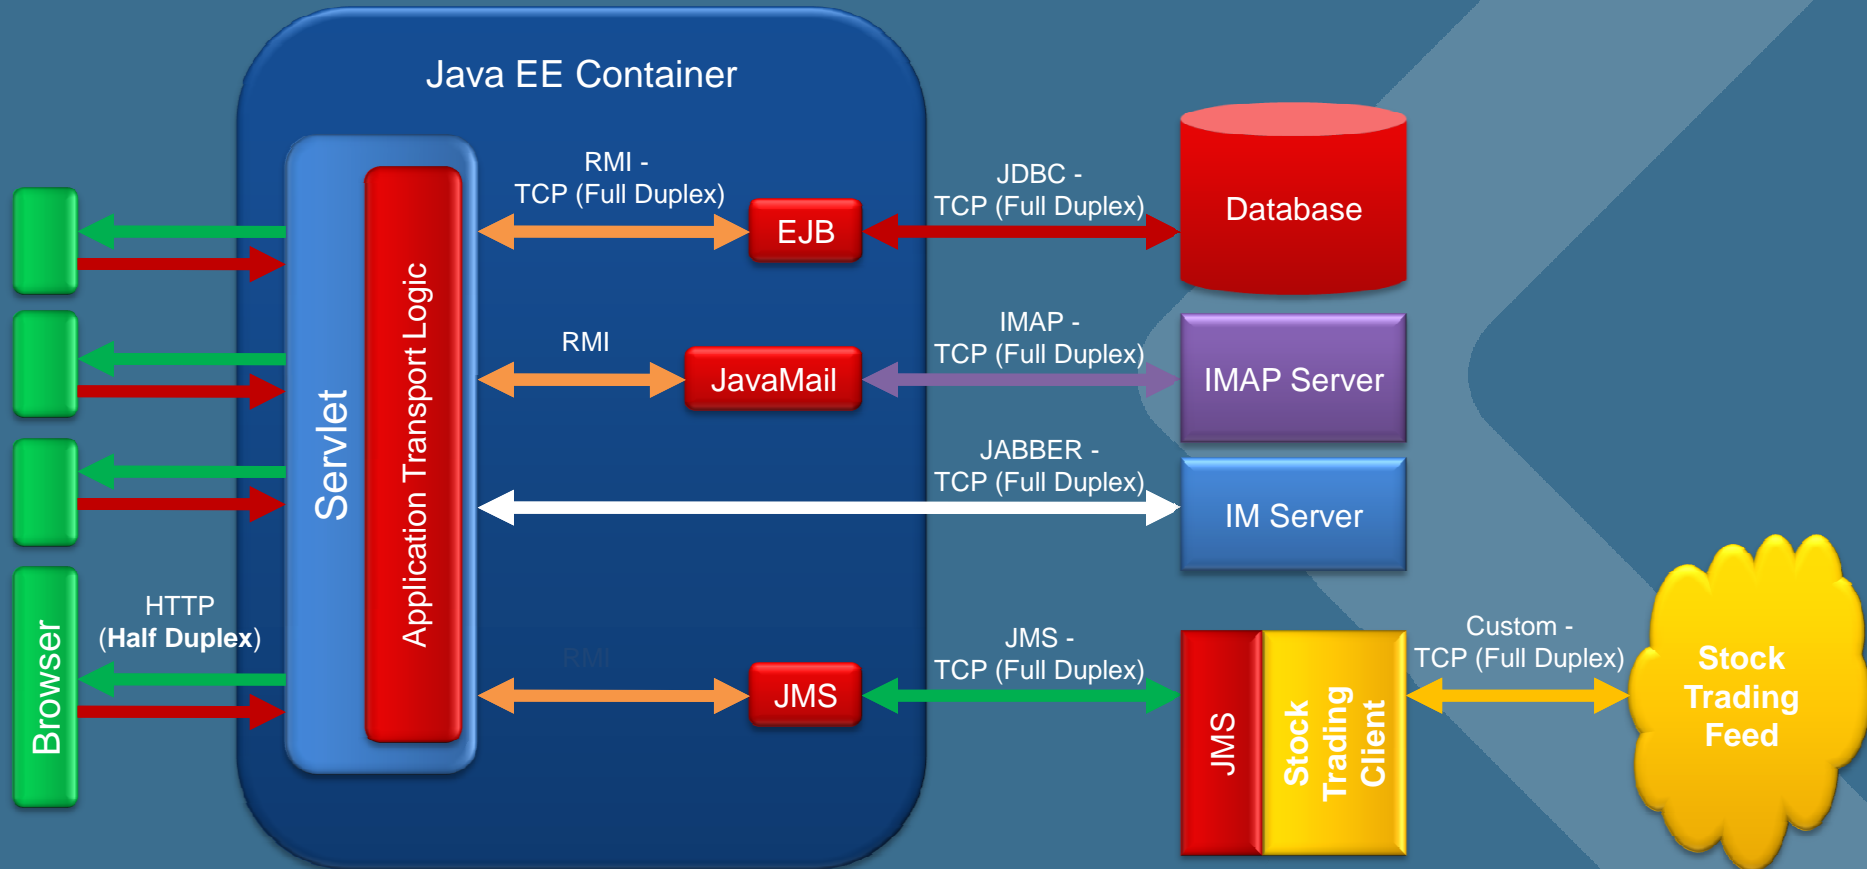 Java EE Container
RMI -
TCP (Full Duplex)
JDBC -
TCP (Full Duplex)
Database
EJB
Servlet
Application Transport Logic
RMI
JavaMail
IMAP -
TCP (Full Duplex)
IMAP Server
JABBER -
TCP (Full Duplex)
IM Server
Browser
HTTP
(Half Duplex)
RMI
JMS
JMS -
TCP (Full Duplex)
JMS
Stock
Trading
Client
Custom -
TCP (Full Duplex)
Stock
Trading
Feed